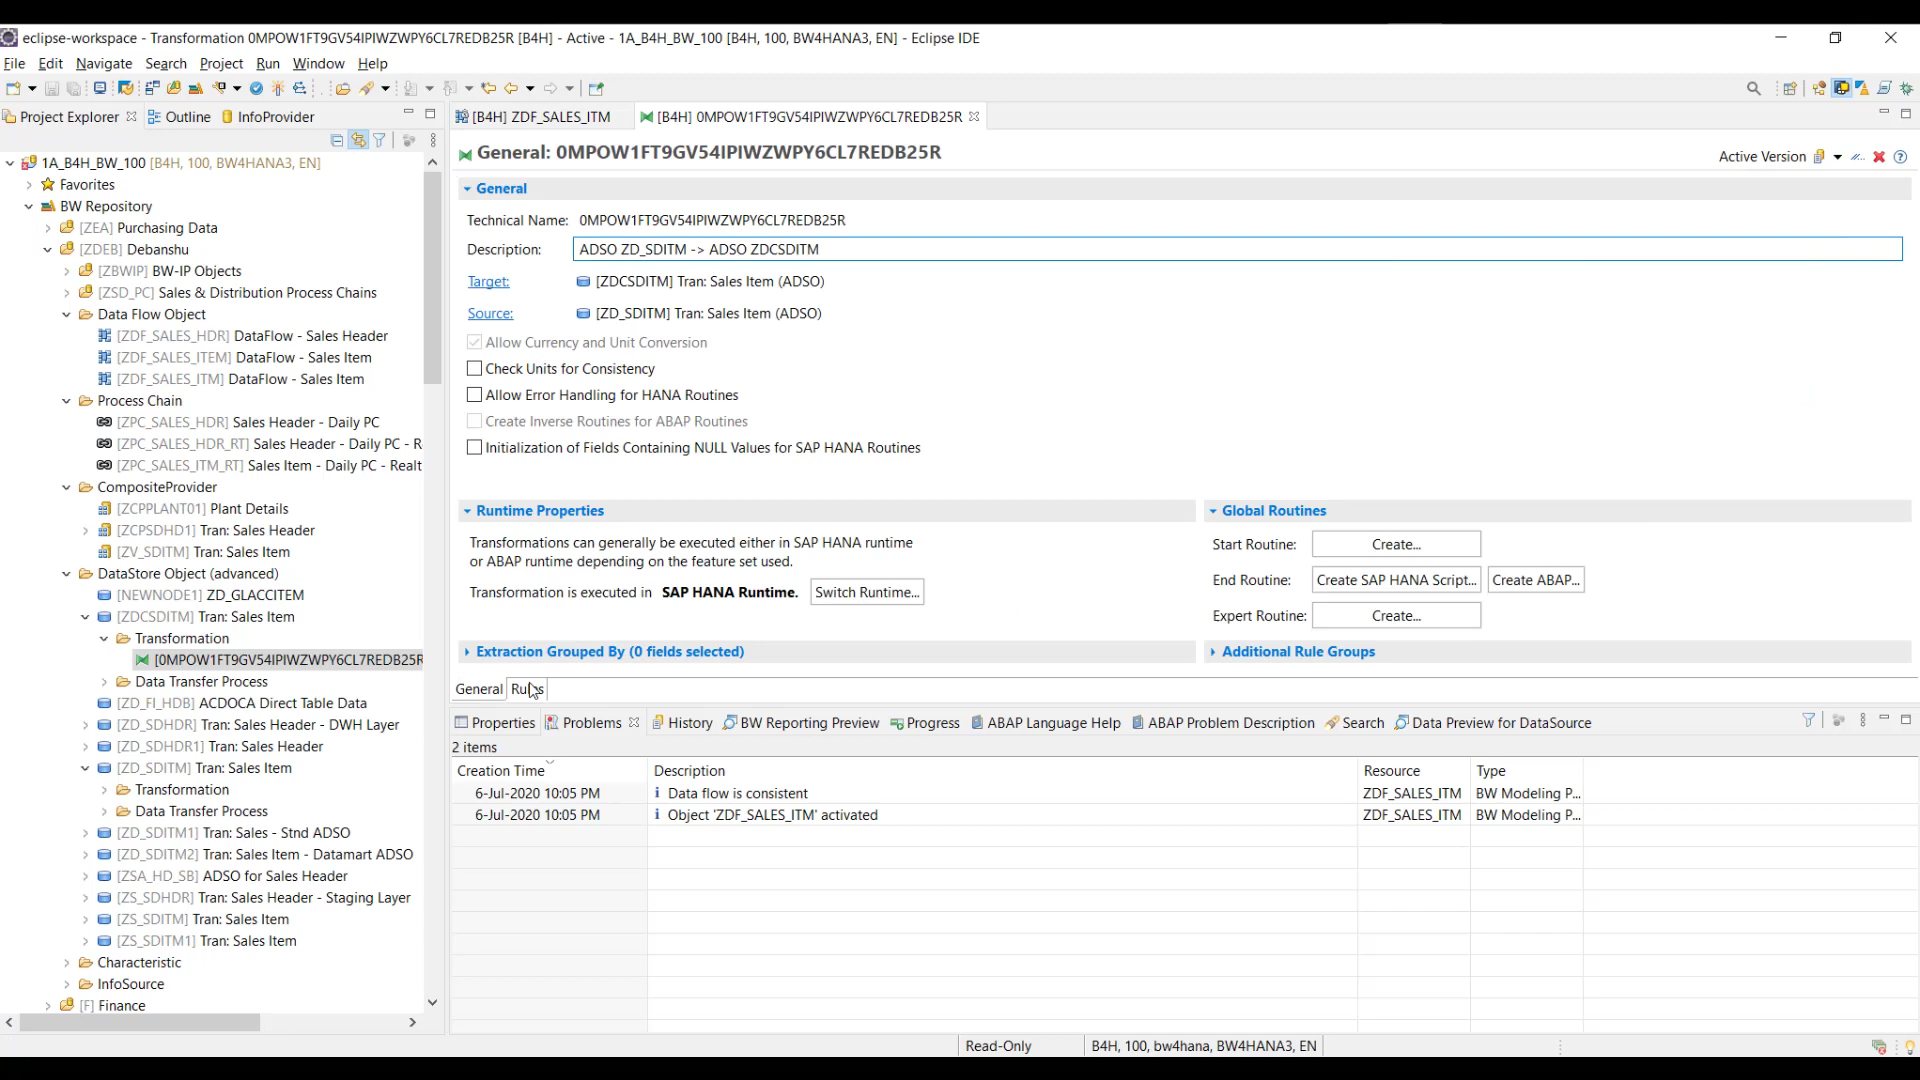 eclipse-workspace - Transformation 0MPOW1FT9GV54IPIWZWPY6CL7REDB25R [B4H] - Active - 1A_B4H_BW_100 [B4H, 100, BW4HANA3, EN] - Eclipse IDE
File Edit Navigate Search Project Run Window Help
Project Explorer Outline InfoProvider
1A_B4H_BW_100 [B4H, 100, BW4HANA3, EN]
Favorites
BW Repository
[ZEA] Purchasing Data
[ZDEB] Debanshu
[ZBWIP] BW-IP Objects
[ZSD_PC] Sales & Distribution Process Chains
Data Flow Object
[ZDF_SALES_HDR] DataFlow - Sales Header
[ZDF_SALES_ITEM] DataFlow - Sales Item
[ZDF_SALES_ITM] DataFlow - Sales Item
Process Chain
[ZPC_SALES_HDR] Sales Header - Daily PC
[ZPC_SALES_HDR_RT] Sales Header - Daily PC - R
[ZPC_SALES_ITM_RT] Sales Item - Daily PC - Realt
CompositeProvider
[ZCPPLANT01] Plant Details
[ZCPSDHD1] Tran: Sales Header
[ZV_SDITM] Tran: Sales Item
DataStore Object (advanced)
[NEWNODE1] ZD_GLACCITEM
[ZDCSDITM] Tran: Sales Item
Transformation
[0MPOW1FT9GV54IPIWZWPY6CL7REDB25R
Data Transfer Process
[ZD_FI_HDB] ACDOCA Direct Table Data
[ZD_SDHDR] Tran: Sales Header - DWH Layer
[ZD_SDHDR1] Tran: Sales Header
[ZD_SDITM] Tran: Sales Item
Transformation
Data Transfer Process
[ZD_SDITM1] Tran: Sales - Stnd ADSO
[ZD_SDITM2] Tran: Sales Item - Datamart ADSO
[ZSA_HD_SB] ADSO for Sales Header
[ZS_SDHDR] Tran: Sales Header - Staging Layer
[ZS_SDITM] Tran: Sales Item
[ZS_SDITM1] Tran: Sales Item
Characteristic
InfoSource
[F] Finance
[B4H] ZDF_SALES_ITM [B4H] 0MPOW1FT9GV54IPIWZWPY6CL7REDB25R
General: 0MPOW1FT9GV54IPIWZWPY6CL7REDB25R
Active Version
General
Technical Name: 0MPOW1FT9GV54IPIWZWPY6CL7REDB25R
Description: ADSO ZD_SDITM -> ADSO ZDCSDITM
Target: [ZDCSDITM] Tran: Sales Item (ADSO)
Source: [ZD_SDITM] Tran: Sales Item (ADSO)
Allow Currency and Unit Conversion
Check Units for Consistency
Allow Error Handling for HANA Routines
Create Inverse Routines for ABAP Routines
Initialization of Fields Containing NULL Values for SAP HANA Routines
Runtime Properties
Transformations can generally be executed either in SAP HANA runtime
or ABAP runtime depending on the feature set used.
Transformation is executed in SAP HANA Runtime. Switch Runtime...
Extraction Grouped By (0 fields selected)
Global Routines
Start Routine: Create...
End Routine: Create SAP HANA Script... Create ABAP...
Expert Routine: Create...
Additional Rule Groups
General Rules
Properties Problems History BW Reporting Preview Progress ABAP Language Help ABAP Problem Description Search Data Preview for DataSource
2 items
Creation Time Description Resource Type
6-Jul-2020 10:05 PM Data flow is consistent ZDF_SALES_ITM BW Modeling P...
6-Jul-2020 10:05 PM Object 'ZDF_SALES_ITM' activated ZDF_SALES_ITM BW Modeling P...
Read-Only B4H, 100, bw4hana, BW4HANA3, EN